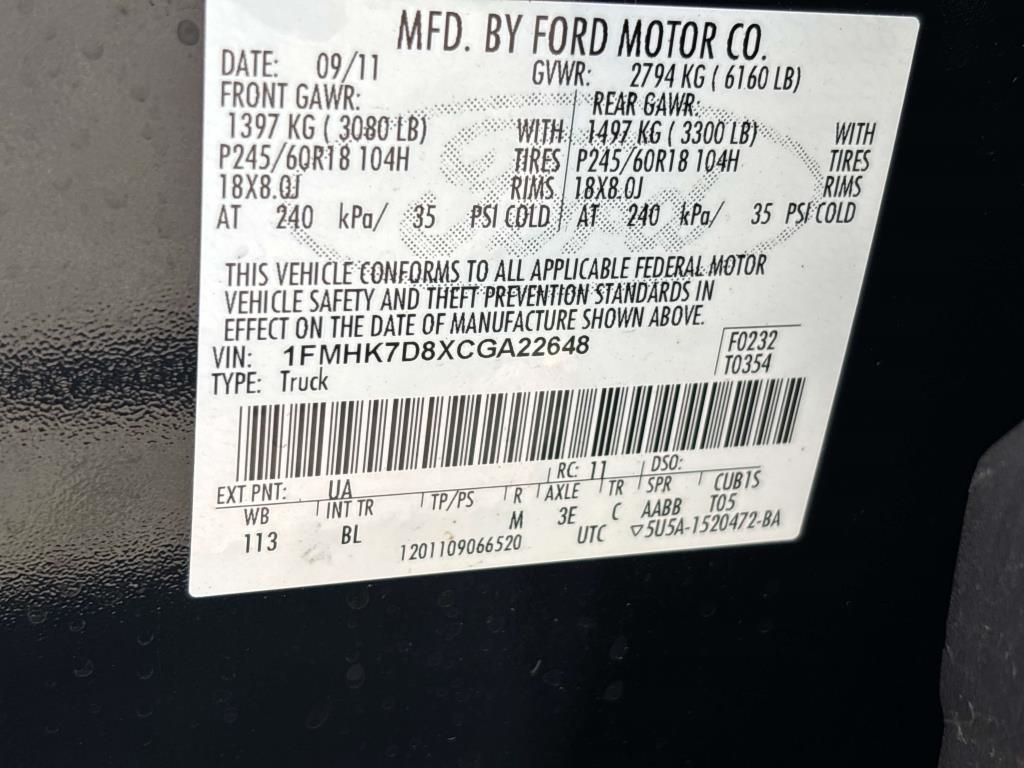 MFD. BY FORD MOTOR CO.
DATE: 09/11 GVWR: 2794 KG ( 6160 LB)
FRONT GAWR: REAR GAWR:
1397 KG ( 3080 LB) WITH 1497 KG ( 3300 LB) WITH
P245/60R18 104H TIRES P245/60R18 104H TIRES
18X8.0J RIMS 18X8.0J RIMS
AT 240 kPa/ 35 PSI COLD AT 240 kPa/ 35 PSI COLD
THIS VEHICLE CONFORMS TO ALL APPLICABLE FEDERAL MOTOR
VEHICLE SAFETY AND THEFT PREVENTION STANDARDS IN
EFFECT ON THE DATE OF MANUFACTURE SHOWN ABOVE.
VIN: 1FMHK7D8XCGA22648 F0232
TYPE: Truck T0354
EXT PNT: UA RC: 11 DSO:
WB INT TR TP/PS R AXLE TR SPR CUB1S
113 BL M 3E C AABB T05
1201109066520 UTC ▽5U5A-1520472-BA
Ford